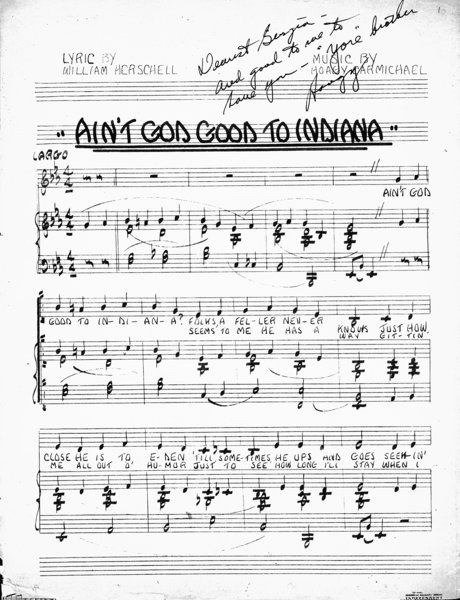 LYRIC BY
WILLIAM HERSCHELL
Dearest Georgia -
and good to me to
have you - "Yore" brother
Hoagy
MUSIC BY
HOAGY CARMICHAEL
"AIN'T GOD GOOD TO INDIANA"
LARGO
AIN'T GOD
GOOD TO IN-DI-AN-A? FOLKS, A FEL-LER NEV-ER KNOWS JUST HOW
SEEMS TO ME HE HAS A WAY GIT-TIN
CLOSE HE IS TO E-DEN 'TILL, SOME-TIMES HE UPS AND GOES SEEK-IN'
ME ALL OUT O' HU-MOR JUST TO SEE HOW LONG I'LL STAY WHEN I